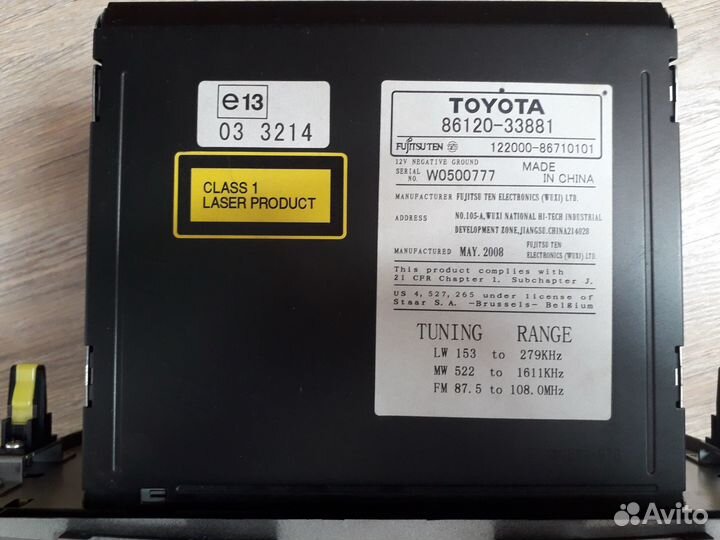 e13
03 3214
CLASS 1
LASER PRODUCT
TOYOTA
86120-33881
FUJITSU TEN 122000-86710101
12V NEGATIVE GROUND
SERIAL NO. W0500777
MADE IN CHINA
MANUFACTURER FUJITSU TEN ELECTRONICS (WUXI) LTD.
ADDRESS NO.105-A,WUXI NATIONAL HI-TECH INDUSTRIAL
DEVELOPMENT ZONE,JIANGSU.CHINA214028
MANUFACTURED MAY. 2008 FUJITSU TEN
ELECTRONICS (WUXI) LTD.
This product complies with
21 CFR Chapter 1. Subchapter J.
US 4, 527, 265 under license of
Staar S.A. -Brussels- Belgium
TUNING RANGE
LW 153 to 279KHz
MW 522 to 1611KHz
FM 87.5 to 108.0MHz
Avito